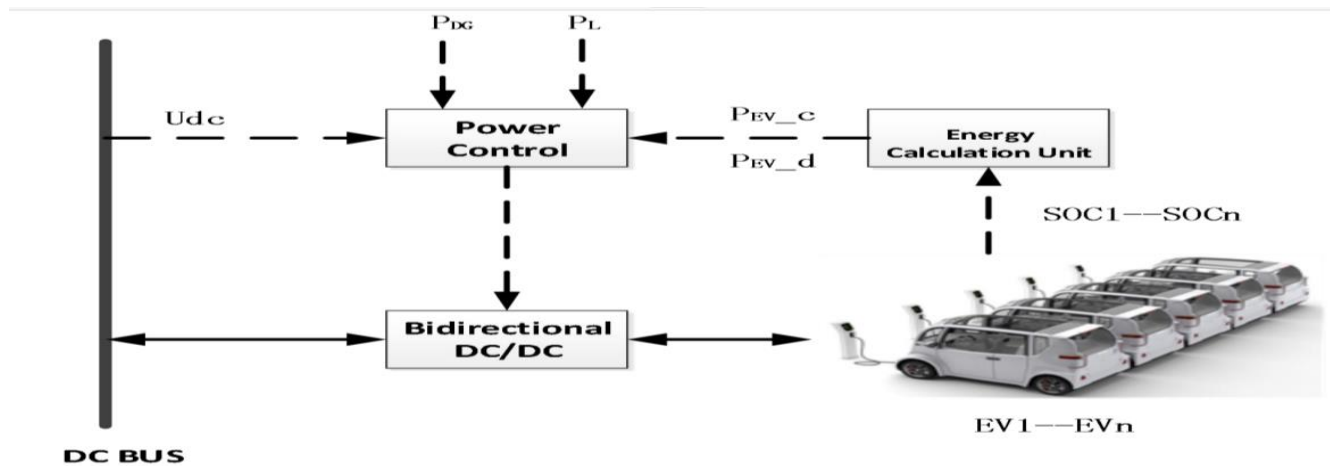 PDG
PL
Udc
Power
Control
PEV_c
PEV_d
Energy
Calculation Unit
SOC1——SOCn
Bidirectional
DC/DC
EV1——EVn
DC BUS